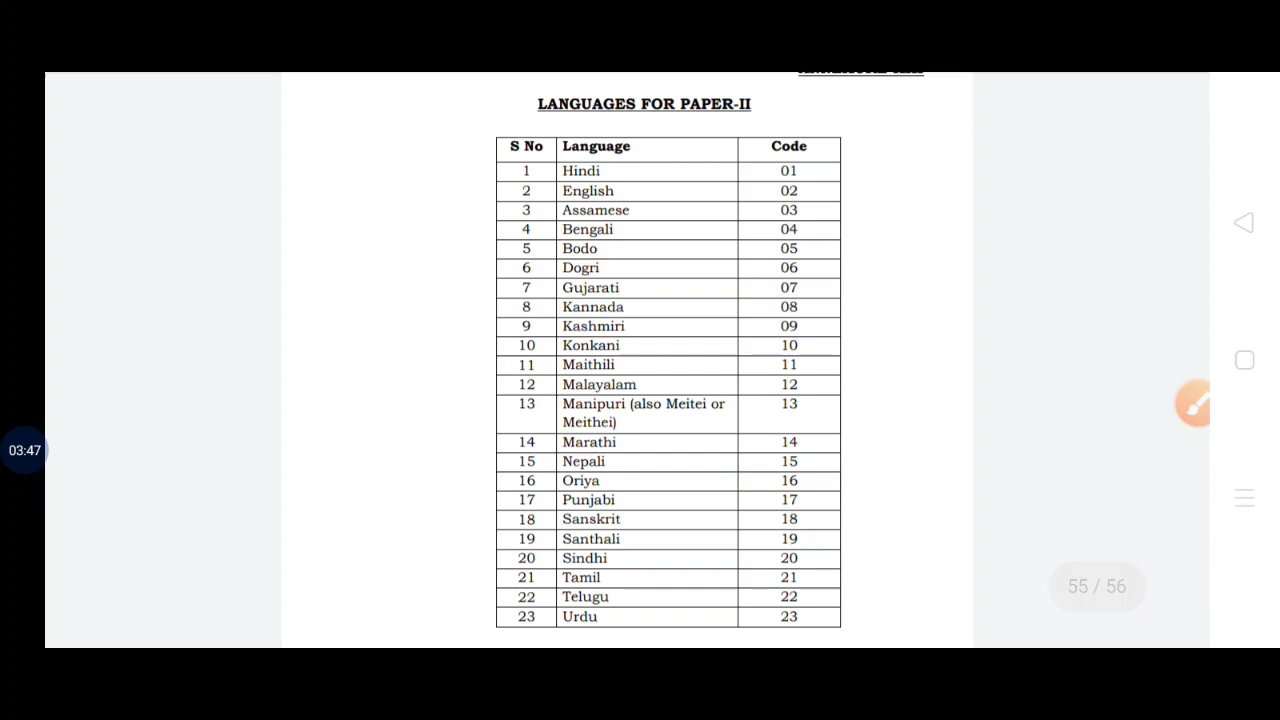 LANGUAGES FOR PAPER-II
S No Language Code
1 Hindi 01
2 English 02
3 Assamese 03
4 Bengali 04
5 Bodo 05
6 Dogri 06
7 Gujarati 07
8 Kannada 08
9 Kashmiri 09
10 Konkani 10
11 Maithili 11
12 Malayalam 12
13 Manipuri (also Meitei or 13
Meithei)
14 Marathi 14
15 Nepali 15
16 Oriya 16
17 Punjabi 17
18 Sanskrit 18
19 Santhali 19
20 Sindhi 20
21 Tamil 21
22 Telugu 22
23 Urdu 23
03:47
55 / 56